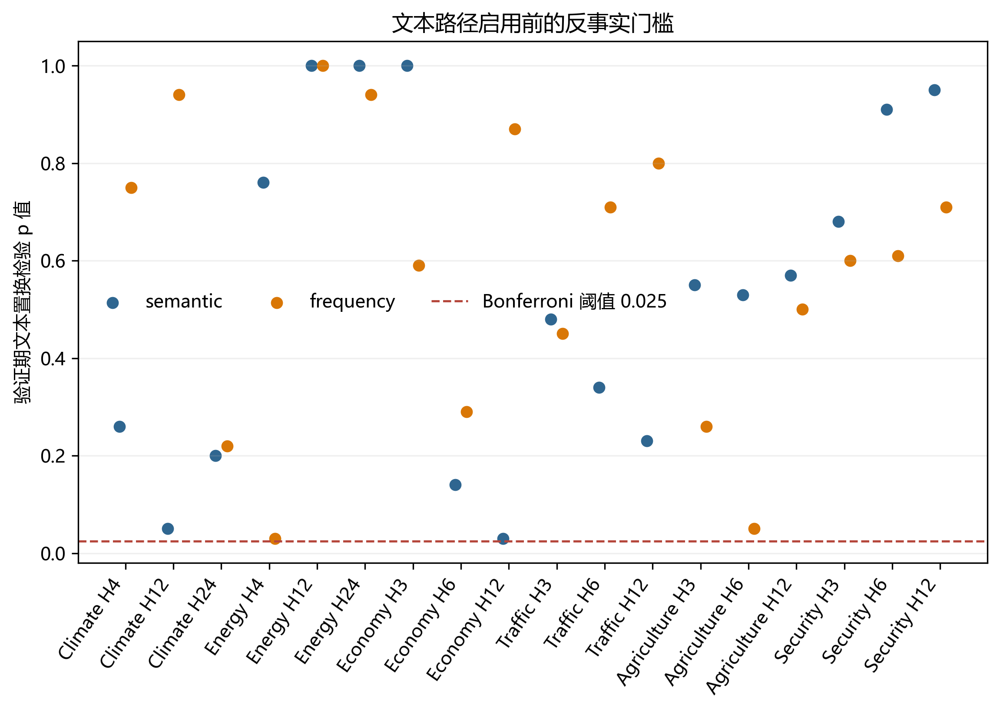 文本路径启用前的反事实门槛
验证期文本置换检验 p 值
1.0
0.8
0.6
0.4
0.2
0.0
semantic
frequency
Bonferroni 阈值 0.025
Climate H4
Climate H12
Climate H24
Energy H4
Energy H12
Energy H24
Economy H3
Economy H6
Economy H12
Traffic H3
Traffic H6
Traffic H12
Agriculture H3
Agriculture H6
Agriculture H12
Security H3
Security H6
Security H12